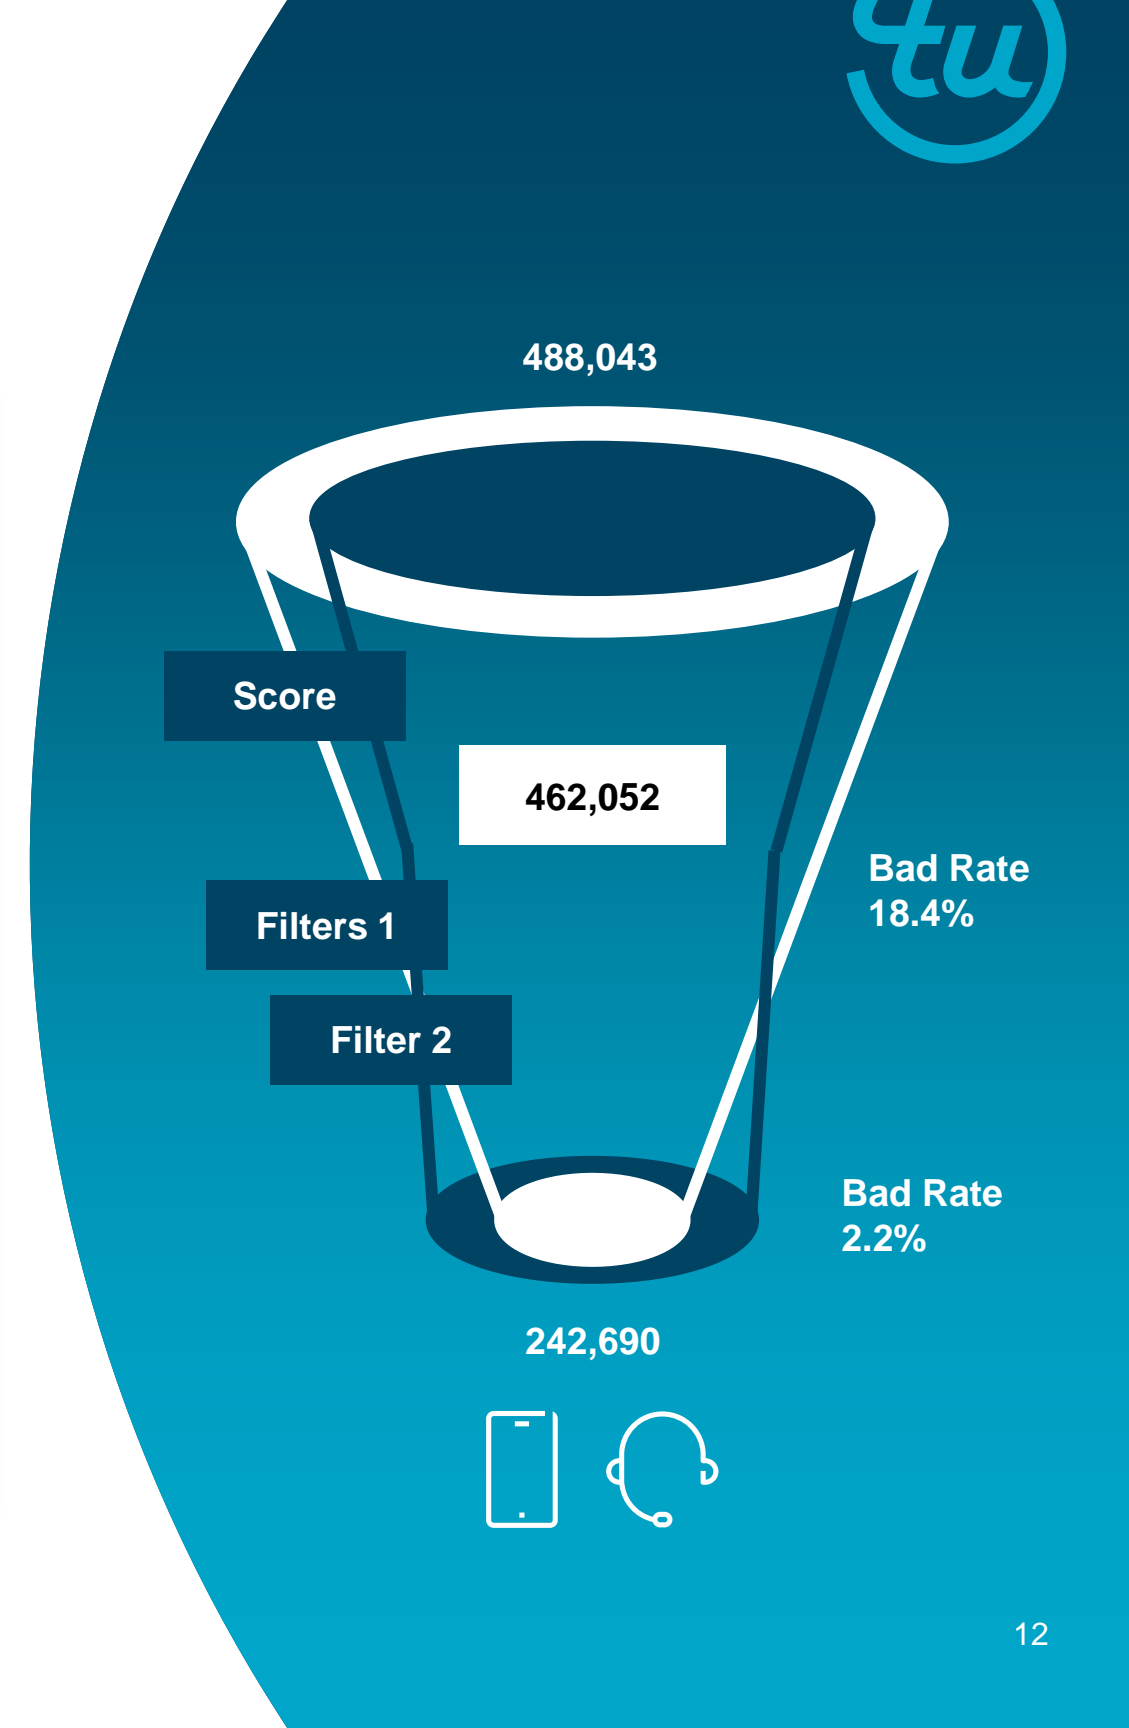 tu
488,043
Score
462,052
Bad Rate
18.4%
Filters 1
Filter 2
Bad Rate
2.2%
242,690
12